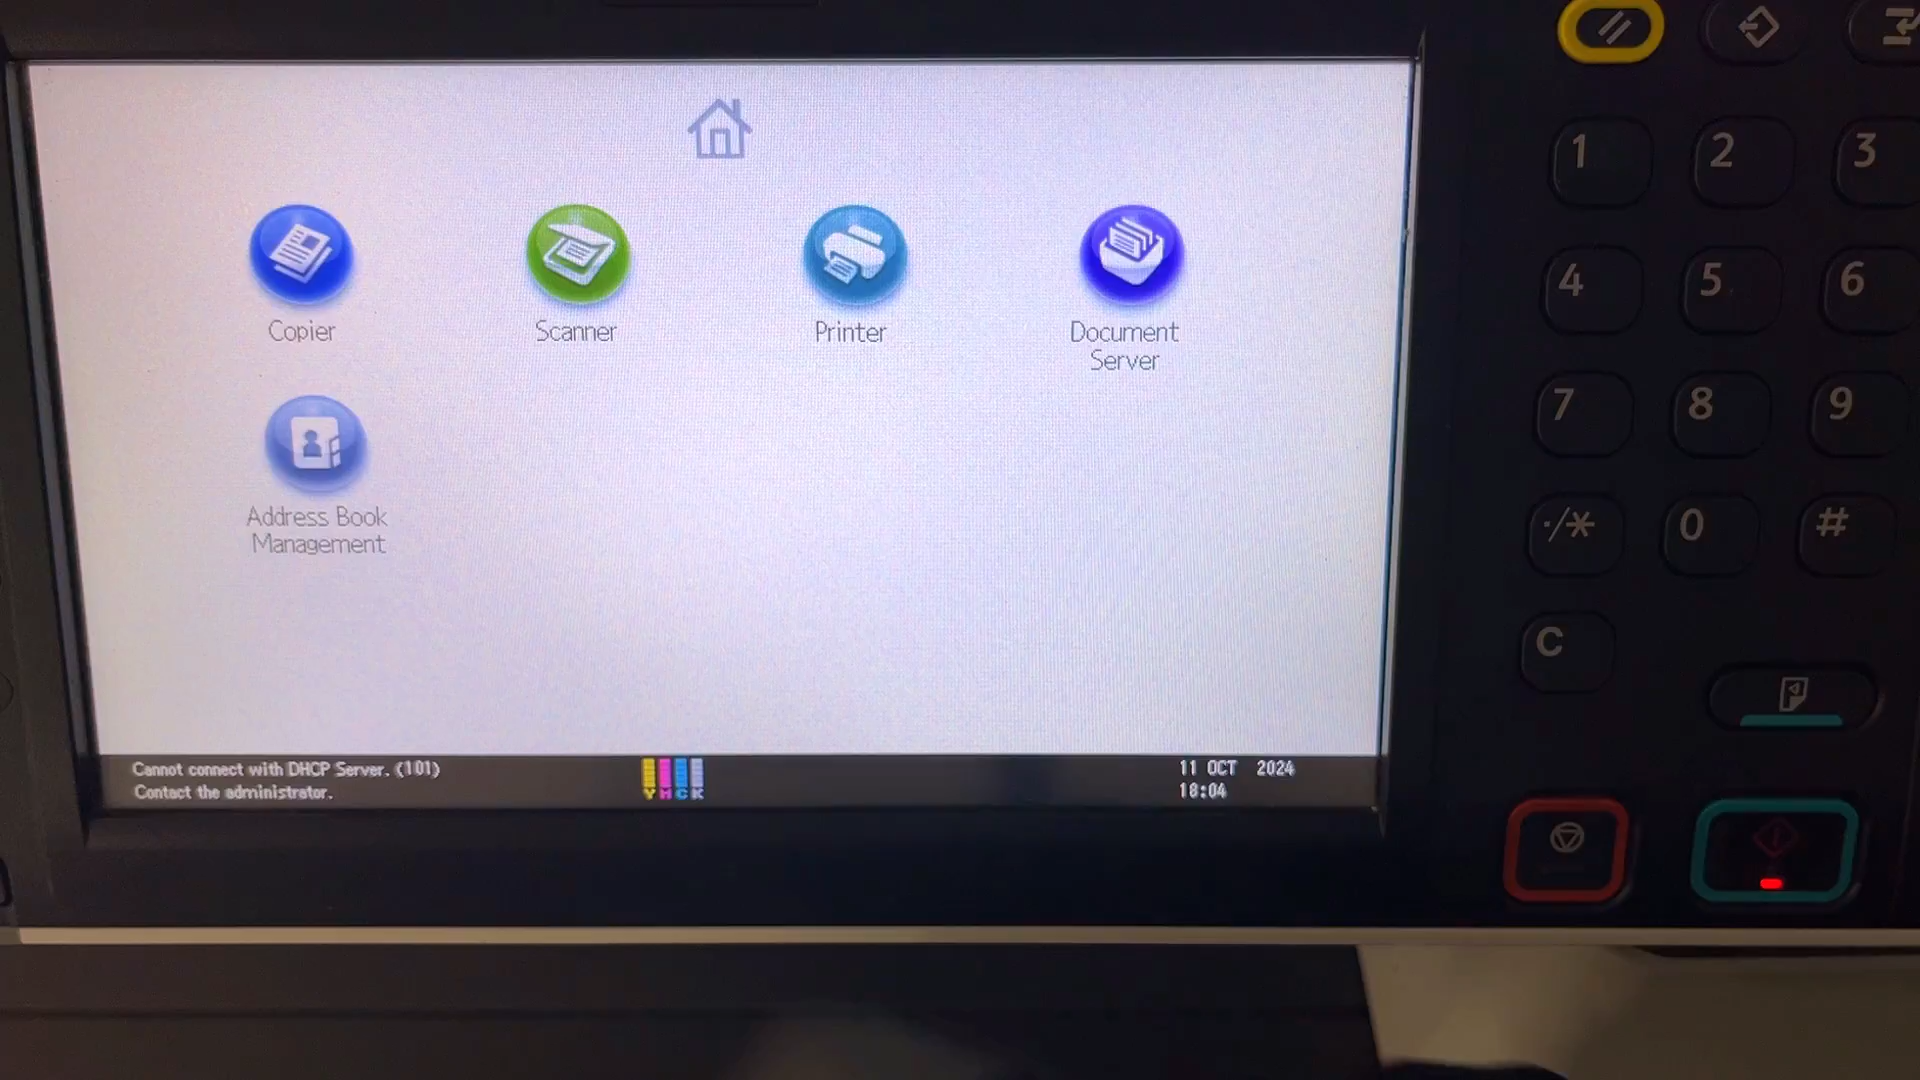 Copier
Scanner
Printer
Document
Server
Address Book
Management
Cannot connect with DHCP Server. (101)
Contact the administrator.
Y M C K
11 OCT 2024
18:04
1
2
3
4
5
6
7
8
9
·/*
0
#
C